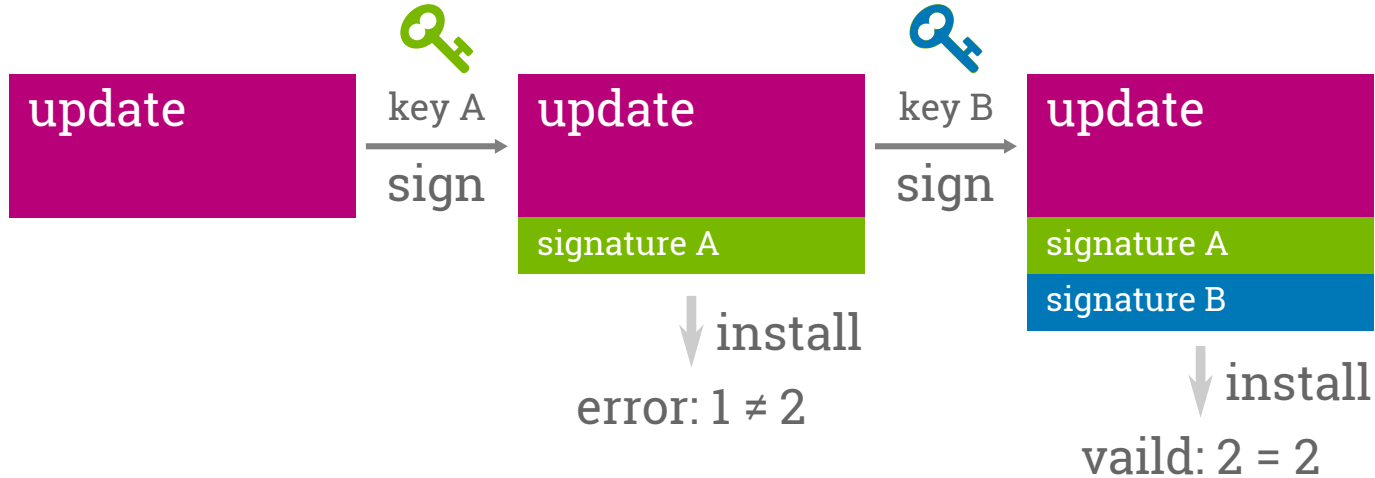 update
key A
sign
update
signature A
install
error: 1 ≠ 2
key B
sign
update
signature A
signature B
install
vaild: 2 = 2